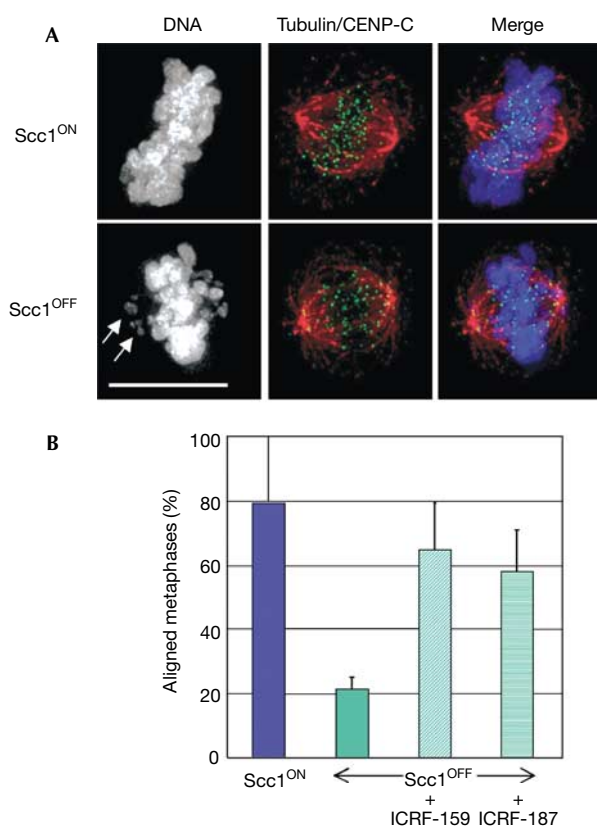 A
DNA Tubulin/CENP-C Merge
Scc1ON
Scc1OFF
B
100
80
60
40
20
0
Aligned metaphases (%)
Scc1ON Scc1OFF
+ +
ICRF-159 ICRF-187